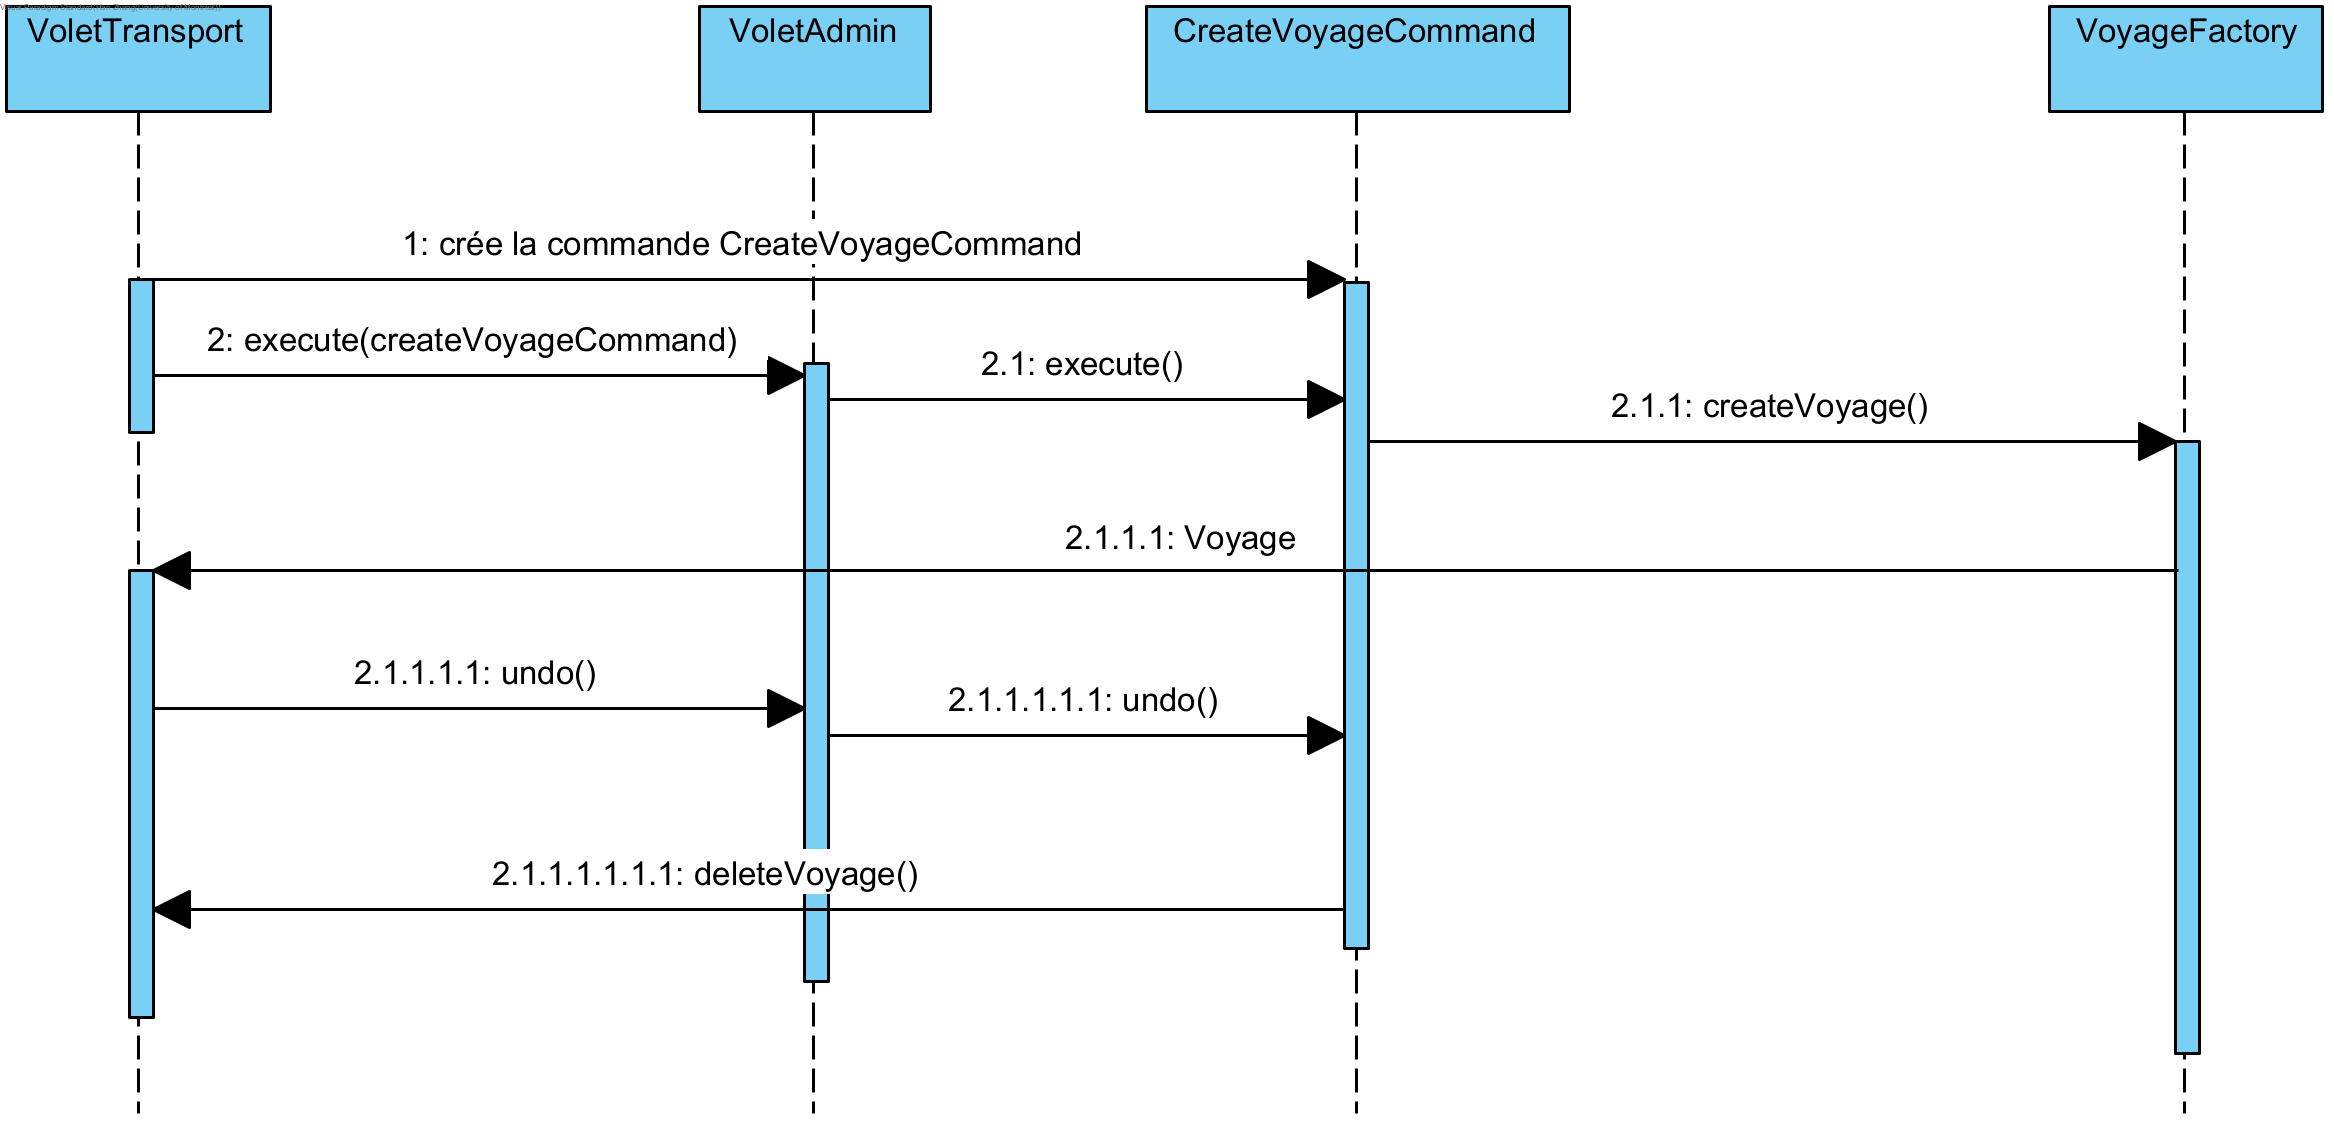 VoletTransport
VoletAdmin
CreateVoyageCommand
VoyageFactory
1: crée la commande CreateVoyageCommand
2: execute(createVoyageCommand)
2.1: execute()
2.1.1: createVoyage()
2.1.1.1: Voyage
2.1.1.1.1: undo()
2.1.1.1.1.1: undo()
2.1.1.1.1.1.1: deleteVoyage()